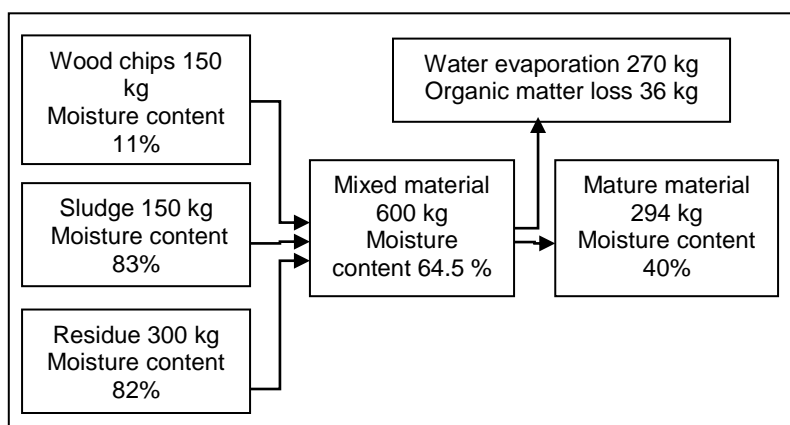 Wood chips 150
kg
Moisture content
11%
Sludge 150 kg
Moisture content
83%
Residue 300 kg
Moisture content
82%
Mixed material
600 kg
Moisture
content 64.5 %
Water evaporation 270 kg
Organic matter loss 36 kg
Mature material
294 kg
Moisture content
40%